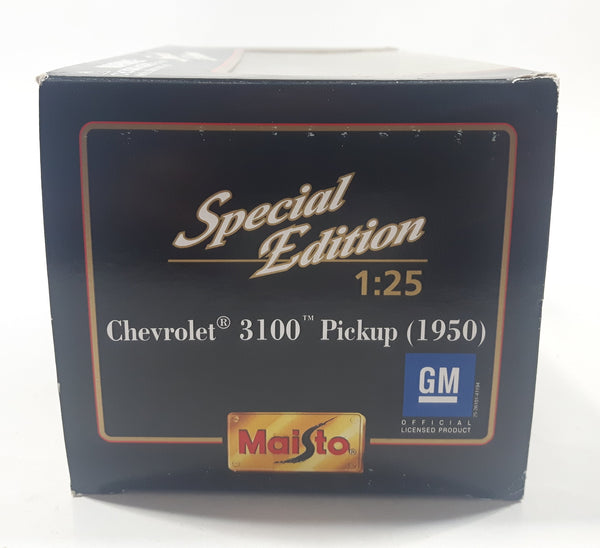 Special
Edition
1:25
Chevrolet® 3100™ Pickup (1950)
GM
OFFICIAL
LICENSED PRODUCT
Maisto®